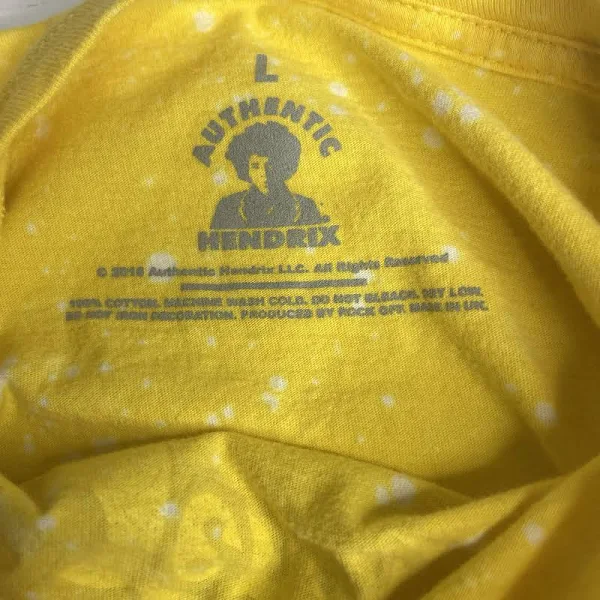 L
AUTHENTIC
HENDRIX
© 2018 Authentic Hendrix LLC. All Rights Reserved
100% COTTON. MACHINE WASH COLD. DO NOT BLEACH. DRY LOW.
DO NOT IRON DECORATION. PRODUCED BY ROCK OFF. MADE IN UK.